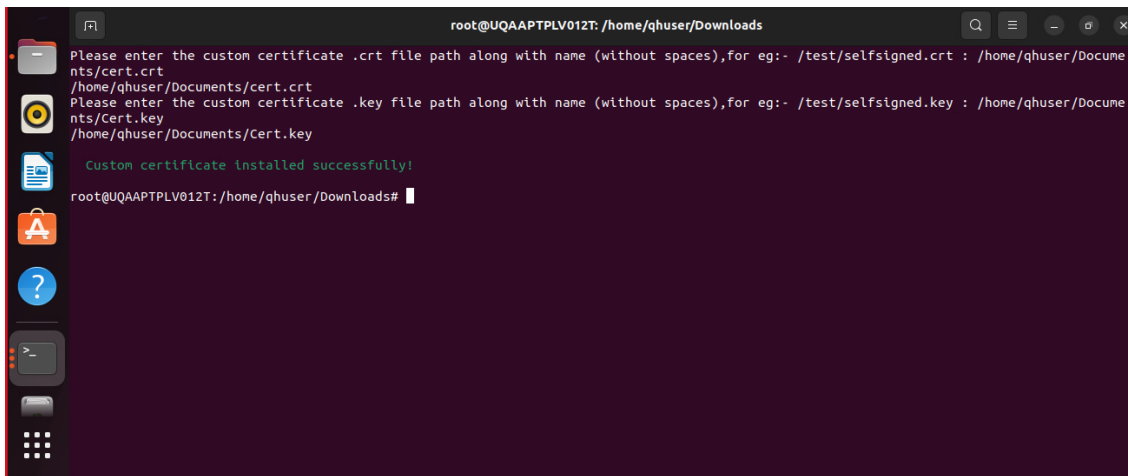 root@UQAAPTPLV012T: /home/qhuser/Downloads
Please enter the custom certificate .crt file path along with name (without spaces),for eg:- /test/selfsigned.crt : /home/qhuser/Docume
nts/cert.crt
/home/qhuser/Documents/cert.crt
Please enter the custom certificate .key file path along with name (without spaces),for eg:- /test/selfsigned.key : /home/qhuser/Docume
nts/Cert.key
/home/qhuser/Documents/Cert.key
Custom certificate installed successfully!
root@UQAAPTPLV012T:/home/qhuser/Downloads#